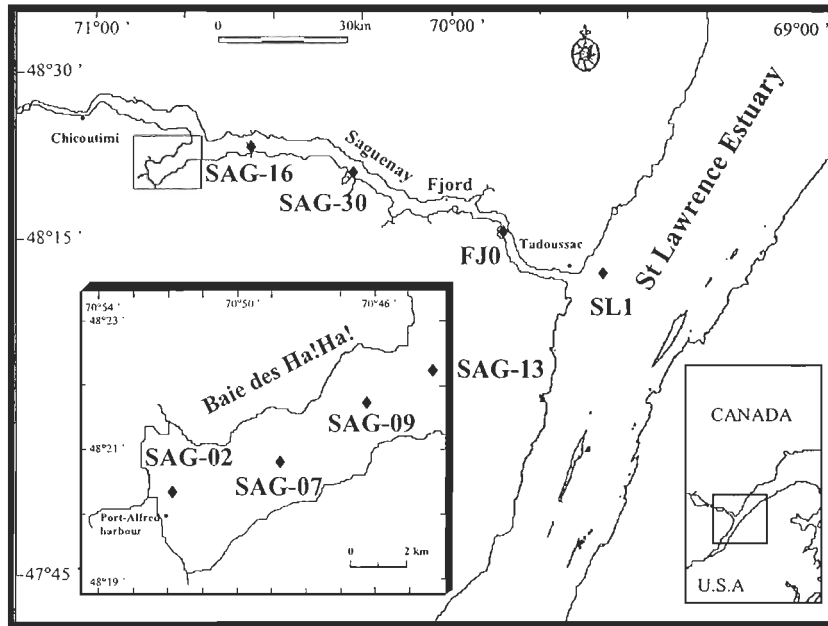 71°00 '
70°00 '
69°00 '
0 30km
48°30 '
Chicoutimi
Saguenay
Fjord
SAG-16
SAG-30
48°15 '
FJ0
Tadoussac
St Lawrence Estuary
SL1
70°54 '
70°50 '
70°46 '
48°23 '
Baie des Ha!Ha!
SAG-13
SAG-09
48°21 '
SAG-02
SAG-07
Port-Alfred
harbour
0 2 km
48°19 '
47°45 '
CANADA
U.S.A